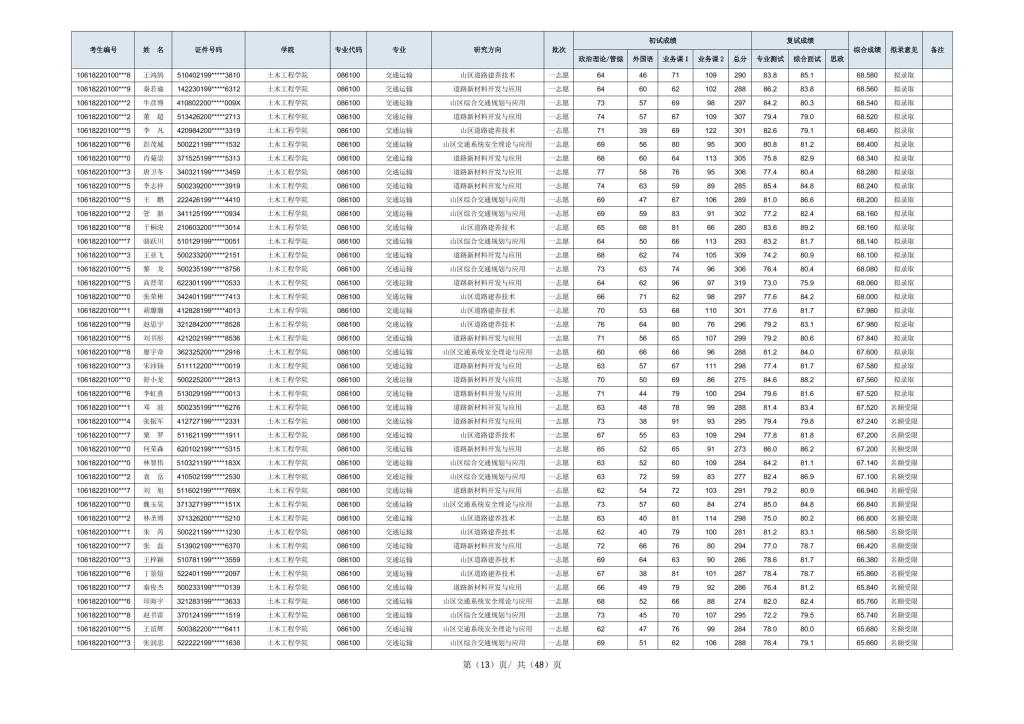 考生编号 姓 名 证件号码 学院 专业代码 专业 研究方向 批次 初试成绩 复试成绩 综合成绩 拟录意见 备注
政治理论/管综 外国语 业务课1 业务课2 总分 专业测试 综合面试 思政
10618220100***8 王鸿鹄 510402199*****3810 土木工程学院 086100 交通运输 山区道路建养技术 一志愿 64 46 71 109 290 83.8 85.1 68.580 拟录取
10618220100***9 秦若瑜 142230199*****6312 土木工程学院 086100 交通运输 道路新材料开发与应用 一志愿 64 60 62 102 288 86.2 83.8 68.560 拟录取
10618220100***2 牛彦博 410802200*****009X 土木工程学院 086100 交通运输 山区综合交通规划与应用 一志愿 73 57 69 98 297 84.2 80.3 68.540 拟录取
10618220100***2 董 超 513426200*****2713 土木工程学院 086100 交通运输 道路新材料开发与应用 一志愿 74 57 67 109 307 79.4 79.0 68.520 拟录取
10618220100***5 李 凡 420984200*****3319 土木工程学院 086100 交通运输 山区道路建养技术 一志愿 71 39 69 122 301 82.6 79.1 68.460 拟录取
10618220100***6 彭茂城 500221199*****1532 土木工程学院 086100 交通运输 山区交通系统安全理论与应用 一志愿 69 56 80 95 300 80.8 81.2 68.400 拟录取
10618220100***0 肖菊崇 371525199*****5313 土木工程学院 086100 交通运输 道路新材料开发与应用 一志愿 68 60 64 113 305 75.8 82.9 68.340 拟录取
10618220100***3 唐卫冬 340321199*****3459 土木工程学院 086100 交通运输 道路新材料开发与应用 一志愿 77 58 76 95 306 77.4 80.4 68.280 拟录取
10618220100***5 李志祥 500239200*****3919 土木工程学院 086100 交通运输 道路新材料开发与应用 一志愿 74 63 59 89 285 85.4 84.8 68.240 拟录取
10618220100***5 王 鹏 222426199*****4410 土木工程学院 086100 交通运输 山区综合交通规划与应用 一志愿 69 47 67 106 289 81.0 86.6 68.200 拟录取
10618220100***2 管 新 341125199*****0934 土木工程学院 086100 交通运输 山区综合交通规划与应用 一志愿 69 59 83 91 302 77.2 82.4 68.160 拟录取
10618220100***8 于桐浚 210603200*****3014 土木工程学院 086100 交通运输 山区道路建养技术 一志愿 65 68 81 66 280 83.6 89.2 68.160 拟录取
10618220100***7 骆跃川 510129199*****0051 土木工程学院 086100 交通运输 山区综合交通规划与应用 一志愿 64 50 66 113 293 83.2 81.7 68.140 拟录取
10618220100***3 王亚飞 500233200*****2151 土木工程学院 086100 交通运输 道路新材料开发与应用 一志愿 68 62 74 105 309 74.2 80.9 68.100 拟录取
10618220100***5 黎 龙 500235199*****8756 土木工程学院 086100 交通运输 山区综合交通规划与应用 一志愿 73 63 74 96 306 76.4 80.4 68.080 拟录取
10618220100***5 高晋荣 622301199*****0533 土木工程学院 086100 交通运输 道路新材料开发与应用 一志愿 64 62 96 97 319 73.0 75.9 68.060 拟录取
10618220100***0 张荣彬 342401199*****7413 土木工程学院 086100 交通运输 山区道路建养技术 一志愿 66 71 62 98 297 77.6 84.2 68.000 拟录取
10618220100***1 胡璐璐 412828199*****4013 土木工程学院 086100 交通运输 山区道路建养技术 一志愿 70 53 68 110 301 77.6 81.7 67.980 拟录取
10618220100***9 赵思宇 321284200*****8528 土木工程学院 086100 交通运输 山区道路建养技术 一志愿 76 64 80 76 296 79.2 83.1 67.980 拟录取
10618220100***5 刘书彤 421202199*****8536 土木工程学院 086100 交通运输 道路新材料开发与应用 一志愿 71 56 65 107 299 79.2 80.6 67.840 拟录取
10618220100***8 廖宇奇 362325200*****2916 土木工程学院 086100 交通运输 山区交通系统安全理论与应用 一志愿 60 66 66 96 288 81.2 84.0 67.600 拟录取
10618220100***3 宋沛钖 511112200*****0019 土木工程学院 086100 交通运输 道路新材料开发与应用 一志愿 63 57 67 111 298 77.4 81.7 67.580 拟录取
10618220100***0 舒小龙 500225200*****2813 土木工程学院 086100 交通运输 道路新材料开发与应用 一志愿 70 50 69 86 275 84.6 88.2 67.560 拟录取
10618220100***6 李虹熹 513029199*****0013 土木工程学院 086100 交通运输 道路新材料开发与应用 一志愿 71 44 79 100 294 79.6 81.6 67.520 拟录取
10618220100***1 邓 波 500235199*****6276 土木工程学院 086100 交通运输 道路新材料开发与应用 一志愿 63 48 78 99 288 81.4 83.4 67.520 名额受限
10618220100***4 张振军 412727199*****2331 土木工程学院 086100 交通运输 道路新材料开发与应用 一志愿 73 38 91 93 295 79.4 79.8 67.240 名额受限
10618220100***7 粟 罗 511621199*****1911 土木工程学院 086100 交通运输 山区道路建养技术 一志愿 67 55 63 109 294 77.8 81.8 67.200 名额受限
10618220100***0 何荣森 620102199*****5315 土木工程学院 086100 交通运输 道路新材料开发与应用 一志愿 65 52 65 91 273 86.0 86.2 67.200 名额受限
10618220100***0 林智伟 510321199*****183X 土木工程学院 086100 交通运输 山区综合交通规划与应用 一志愿 63 52 60 109 284 84.2 81.1 67.140 名额受限
10618220100***2 袁 岳 410502199*****2530 土木工程学院 086100 交通运输 山区综合交通规划与应用 一志愿 63 72 59 83 277 82.4 86.9 67.100 名额受限
10618220100***7 刘 旭 511602199*****769X 土木工程学院 086100 交通运输 道路新材料开发与应用 一志愿 62 54 72 103 291 79.2 80.9 66.940 名额受限
10618220100***0 魏玉昊 371327199*****151X 土木工程学院 086100 交通运输 山区交通系统安全理论与应用 一志愿 73 57 60 84 274 85.0 84.8 66.840 名额受限
10618220100***2 林圣博 371326200*****5210 土木工程学院 086100 交通运输 山区道路建养技术 一志愿 63 40 81 114 298 75.0 80.2 66.800 名额受限
10618220100***1 朱 芮 500221199*****1230 土木工程学院 086100 交通运输 山区道路建养技术 一志愿 62 40 79 100 281 79.4 83.1 66.580 名额受限
10618220100***7 张 磊 513902199*****6370 土木工程学院 086100 交通运输 道路新材料开发与应用 一志愿 72 66 76 80 294 77.0 78.7 66.420 名额受限
10618220100***3 王梓颖 510781199*****3559 土木工程学院 086100 交通运输 山区道路建养技术 一志愿 69 64 63 90 286 78.6 81.7 66.380 名额受限
10618220100***6 丁景煊 522401199*****2097 土木工程学院 086100 交通运输 山区道路建养技术 一志愿 67 38 81 101 287 78.4 78.7 65.860 名额受限
10618220100***7 秦俊杰 500233199*****0139 土木工程学院 086100 交通运输 道路新材料开发与应用 一志愿 66 49 79 92 286 76.4 81.2 65.840 名额受限
10618220100***6 印海宇 321283199*****3633 土木工程学院 086100 交通运输 山区交通系统安全理论与应用 一志愿 68 52 66 88 274 82.0 82.4 65.760 名额受限
10618220100***8 赵书雷 370124199*****1519 土木工程学院 086100 交通运输 山区综合交通规划与应用 一志愿 73 45 70 107 295 72.2 79.5 65.740 名额受限
10618220100***5 王谊辉 500382200*****6411 土木工程学院 086100 交通运输 山区交通系统安全理论与应用 一志愿 62 47 76 99 284 78.0 80.0 65.680 名额受限
10618220100***3 张润忠 522222199*****1638 土木工程学院 086100 交通运输 山区综合交通规划与应用 一志愿 69 51 62 106 288 76.4 79.1 65.660 名额受限
第（13）页/ 共（48）页